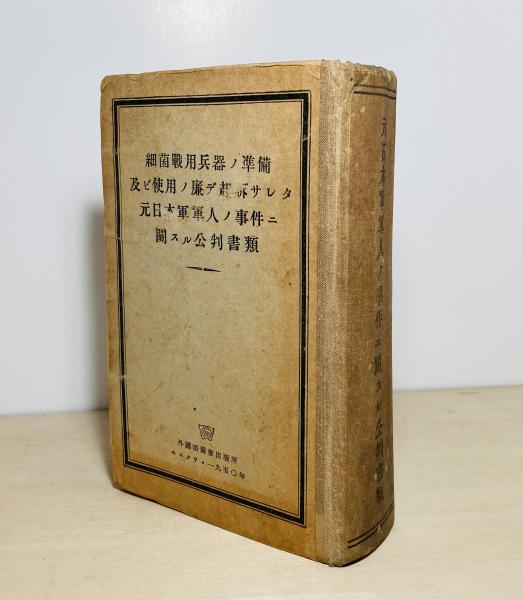 細菌戰用兵器ノ準備
及ビ使用ノ廉デ起訴サレタ
元日本軍軍人ノ事件ニ
關スル公判書類
外國語圖書出版所
モスクワ・一九五〇年
元日本軍軍人ノ事件ニ關スル公判書類